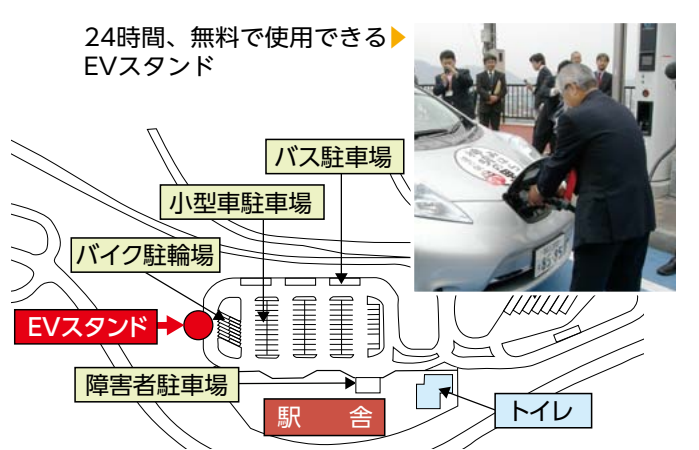 24時間、無料で使用できる▶
EVスタンド
バス駐車場
小型車駐車場
バイク駐輪場
EVスタンド
障害者駐車場
駅 舎
トイレ